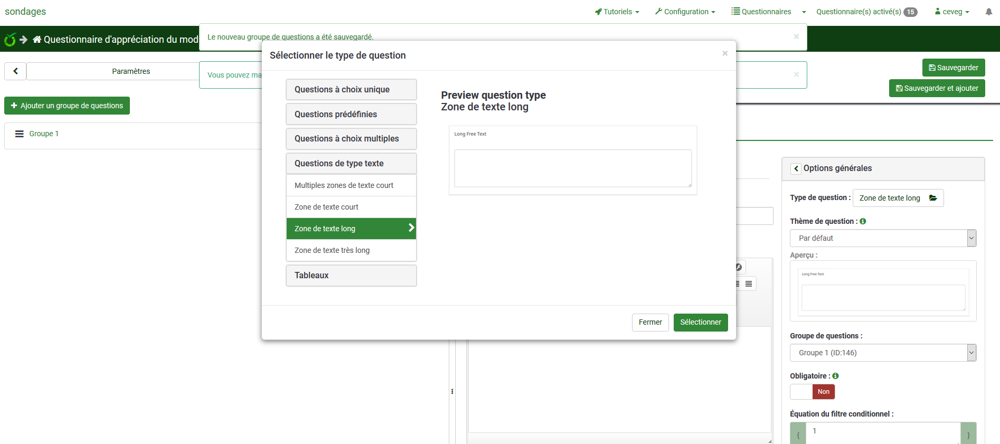 sondages
Tutoriels
Configuration
Questionnaires
Questionnaire(s) activé(s) 15
ceveg
Questionnaire d'appréciation du mod
Le nouveau groupe de questions a été sauvegardé.
×
Paramètres
Vous pouvez ma
×
Sauvegarder
Sauvegarder et ajouter
Ajouter un groupe de questions
Groupe 1
Sélectionner le type de question
×
Questions à choix unique
Questions prédéfinies
Questions à choix multiples
Questions de type texte
Multiples zones de texte court
Zone de texte court
Zone de texte long
Zone de texte très long
Tableaux
Preview question type
Zone de texte long
Long Free Text
Fermer
Sélectionner
Options générales
Type de question : Zone de texte long
Thème de question :
Par défaut
Aperçu :
Long Free Text
Groupe de questions :
Groupe 1 (ID:146)
Obligatoire :
Non
Équation du filtre conditionnel :
{ 1 }